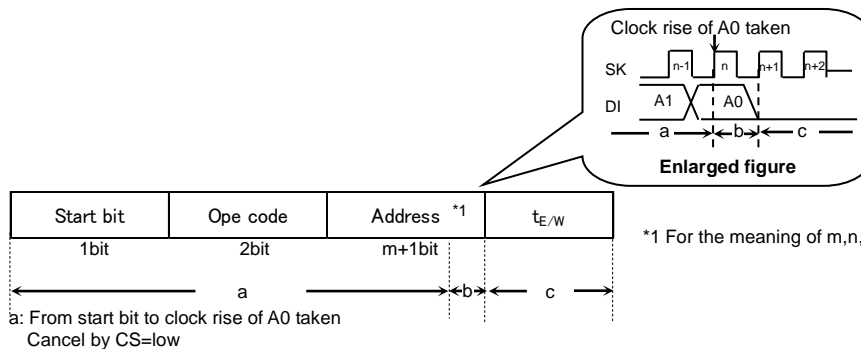 Clock rise of A0 taken
SK n-1 n n+1 n+2
DI A1 A0
a b c
Enlarged figure
Start bit Ope code Address *1 tE/W
1bit 2bit m+1bit
*1 For the meaning of m,n,
a b c
a: From start bit to clock rise of A0 taken
Cancel by CS=low